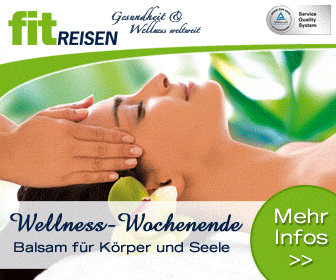 fit REISEN
Gesundheit &
Wellness weltweit
Service
Quality
System
Wellness-Wochenende
Balsam für Körper und Seele
Mehr
Infos
>>